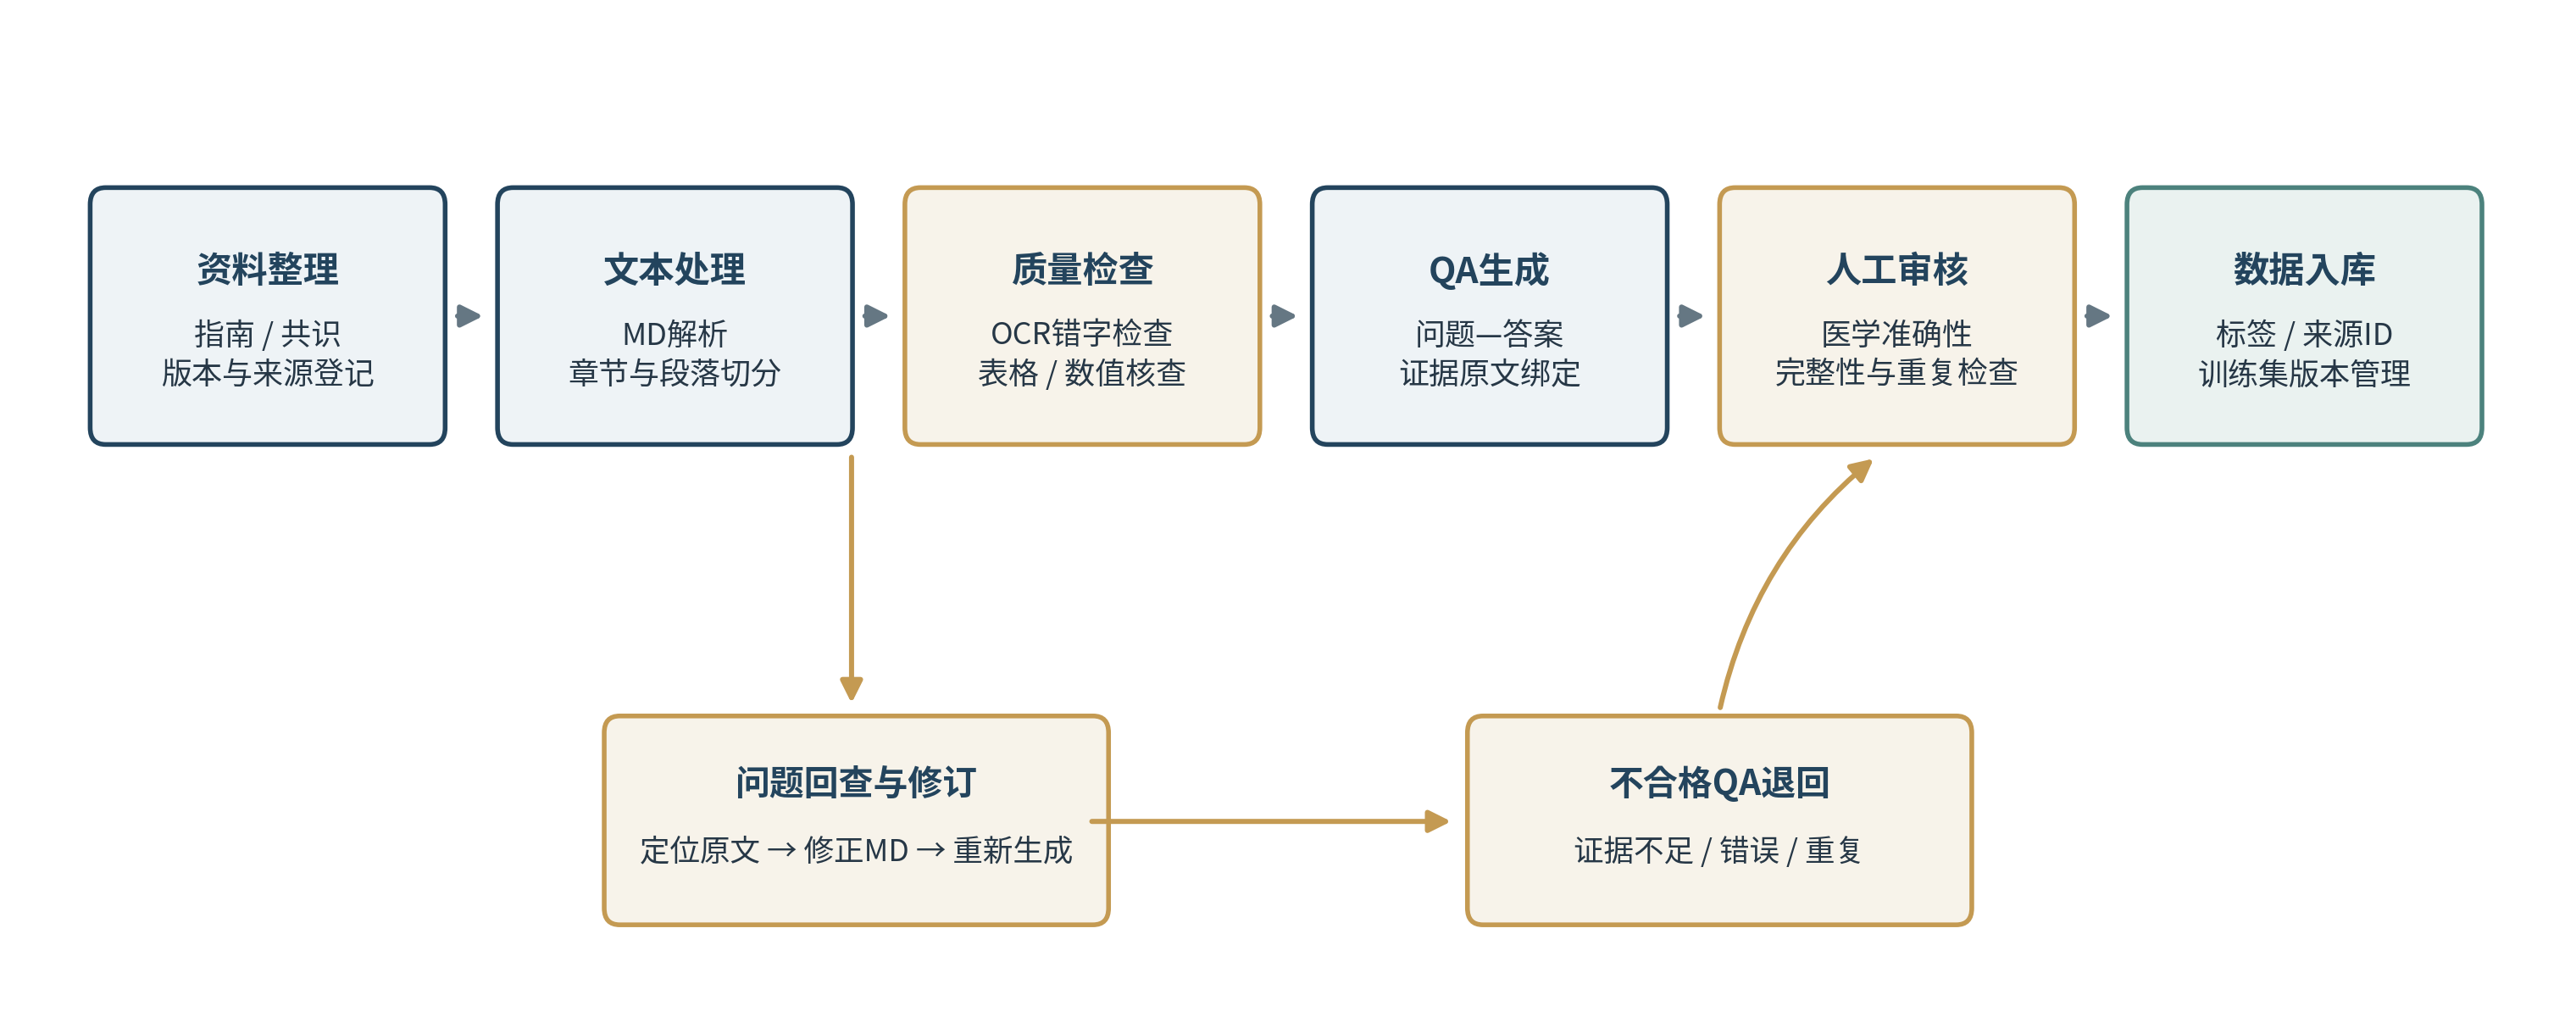 资料整理
指南 / 共识
版本与来源登记
文本处理
MD解析
章节与段落切分
质量检查
OCR错字检查
表格 / 数值核查
QA生成
问题—答案
证据原文绑定
人工审核
医学准确性
完整性与重复检查
数据入库
标签 / 来源ID
训练集版本管理
问题回查与修订
定位原文 → 修正MD → 重新生成
不合格QA退回
证据不足 / 错误 / 重复